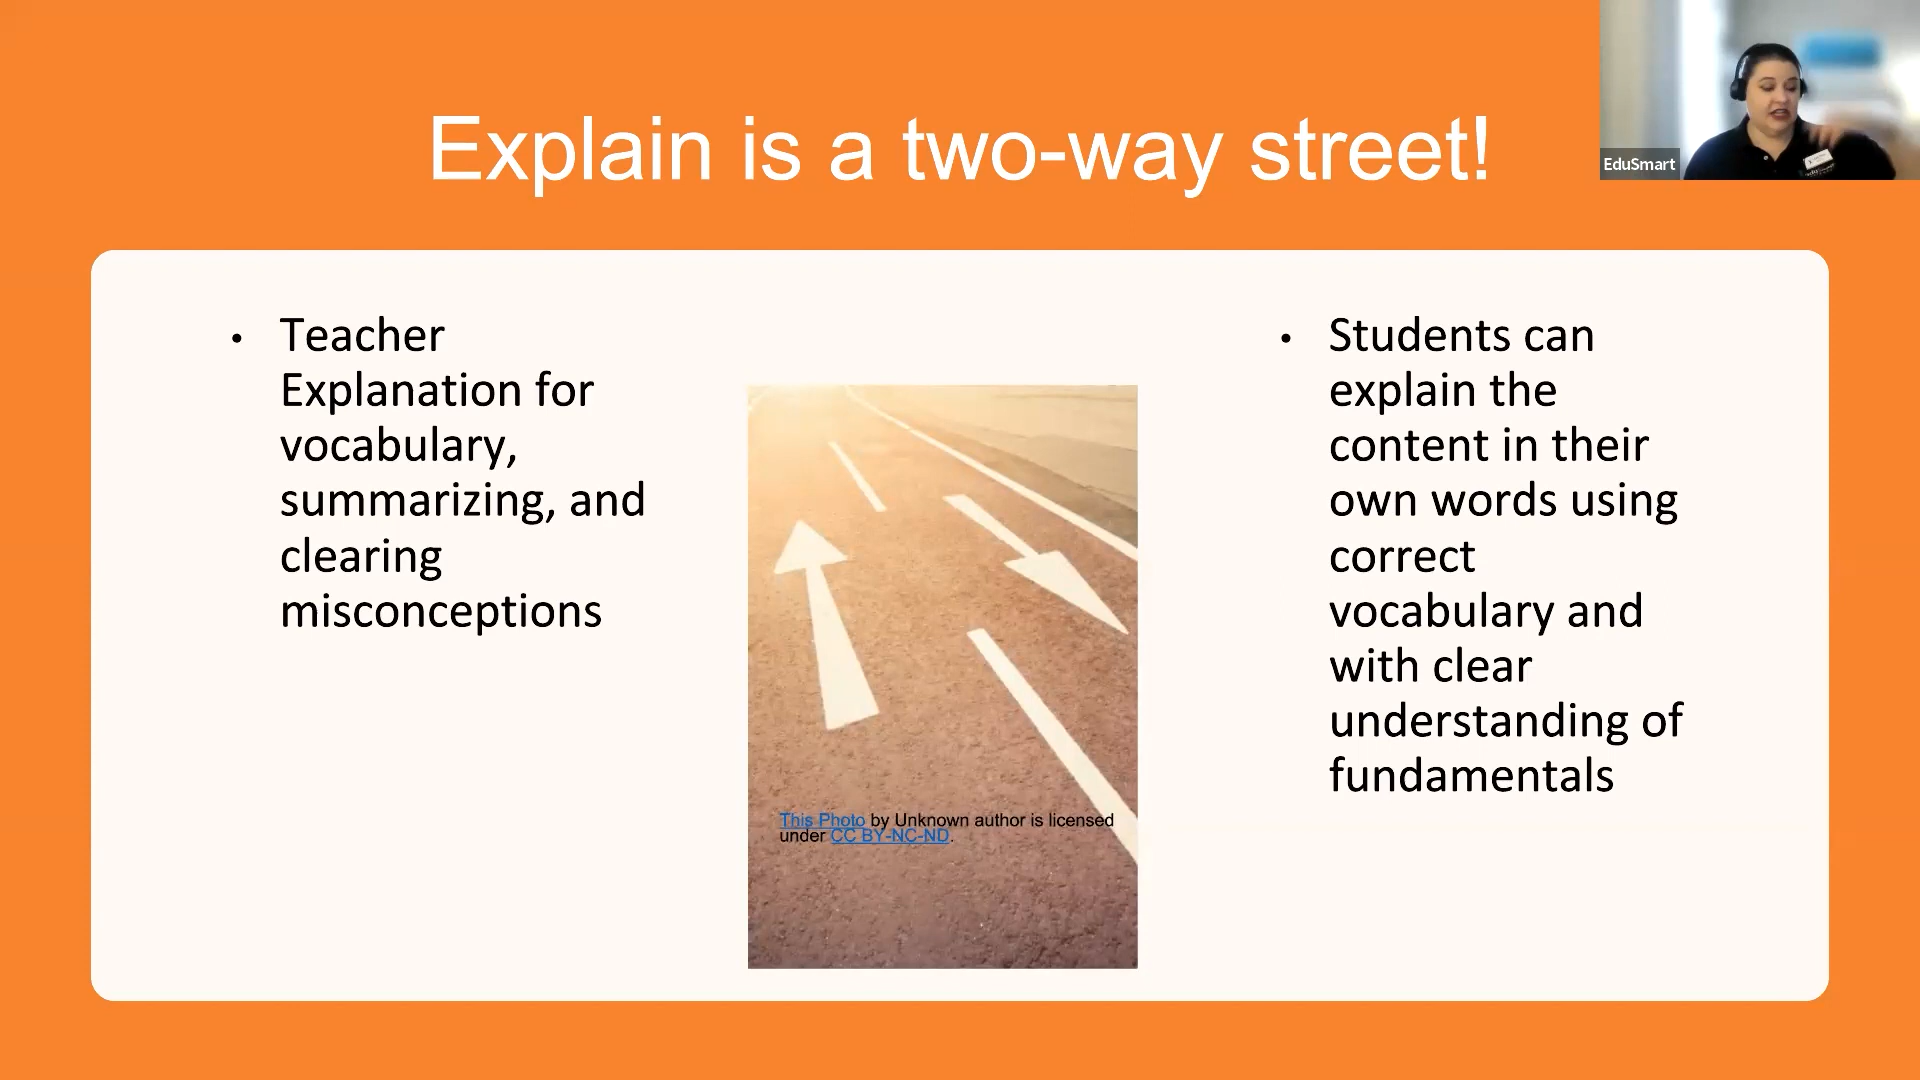 Explain is a two-way street!
EduSmart
• Teacher
Explanation for
vocabulary,
summarizing, and
clearing
misconceptions
This Photo by Unknown author is licensed
under CC BY-NC-ND.
• Students can
explain the
content in their
own words using
correct
vocabulary and
with clear
understanding of
fundamentals